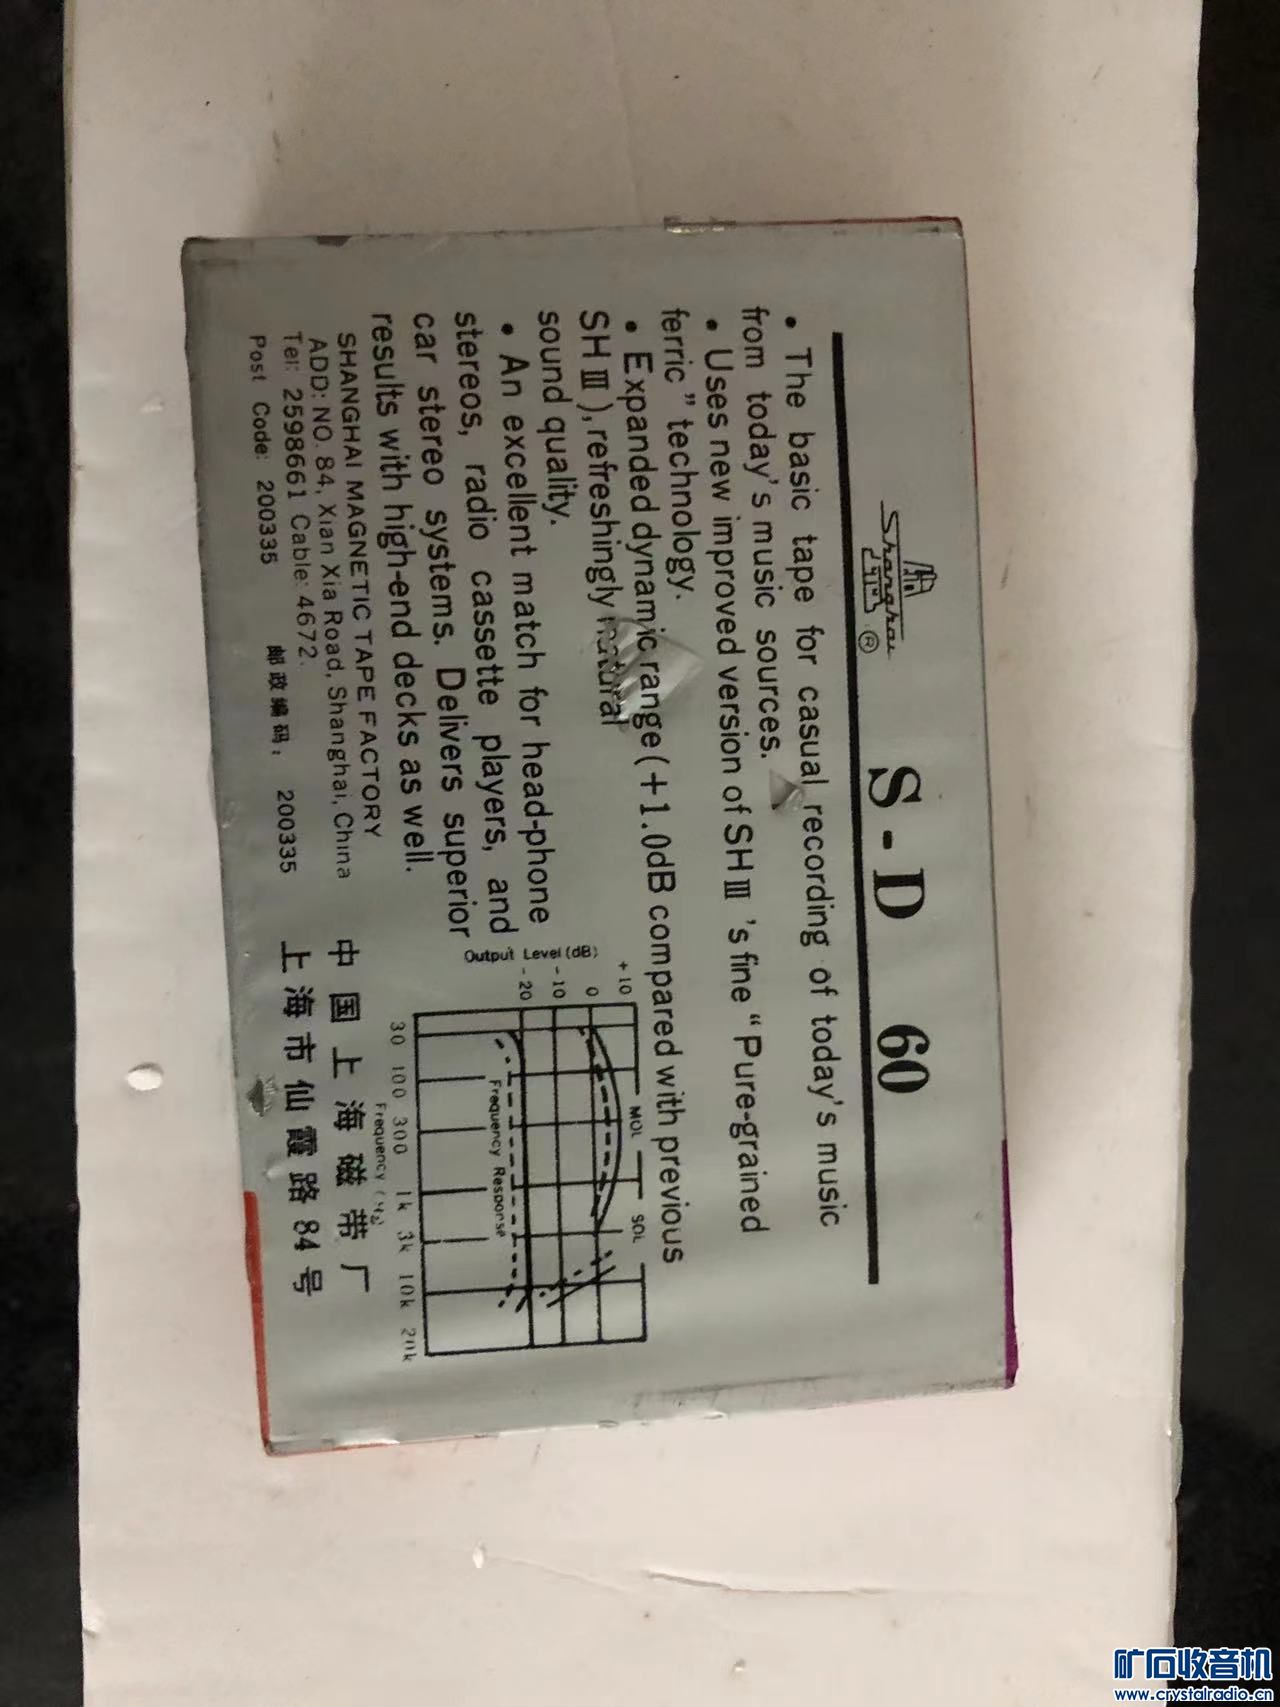 Shanghai ®
S-D 60
• The basic tape for casual recording of today's music
from today's music sources.
• Uses new improved version of SHⅢ's fine "Pure-grained
ferric" technology.
• Expanded dynamic range (+1.0dB compared with previous
SHⅢ), refreshingly natural
sound quality.
• An excellent match for head-phone
stereos, radio cassette players, and
car stereo systems. Delivers superior
results with high-end decks as well.
SHANGHAI MAGNETIC TAPE FACTORY
ADD: NO. 84, Xian Xia Road, Shanghai, China
Tel: 2598661 Cable: 4672.
Post Code: 200335 邮政编码: 200335
Output Level (dB)
+10
0
-10
-20
MOL
SOL
Frequency Response
30 100 300 1k 3k 10k 20k
Frequency (Hz)
中国上海磁带厂
上海市仙霞路84号
矿石收音机
www.crystalradio.cn